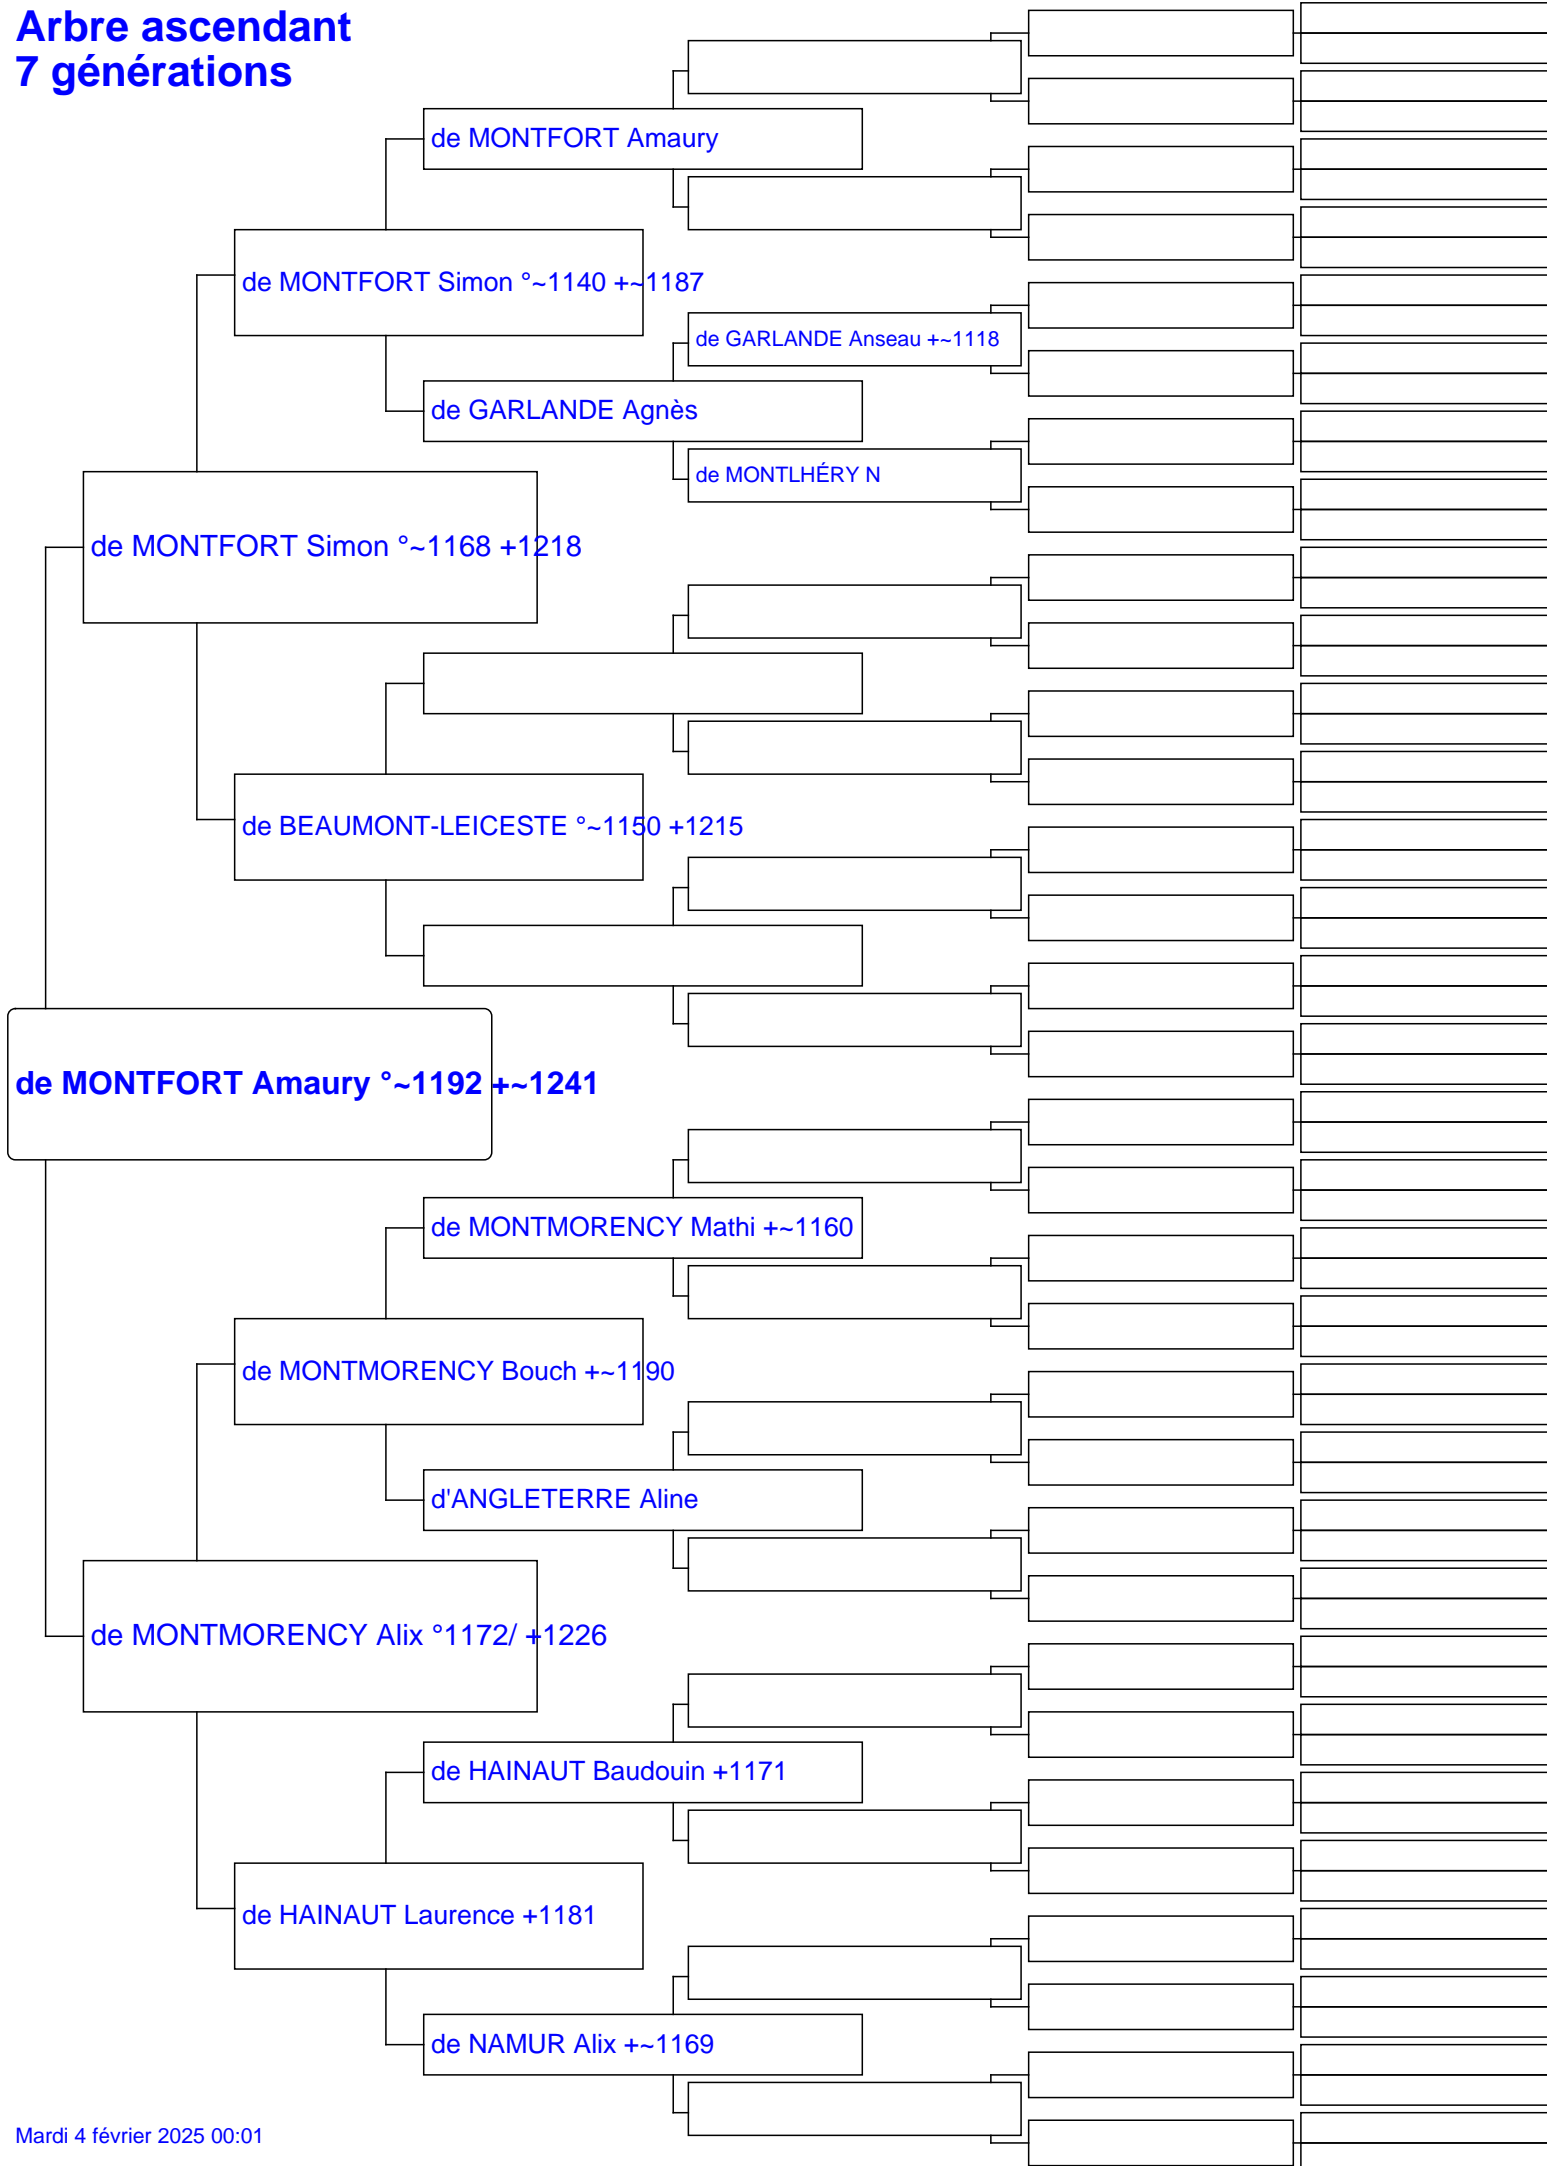 Arbre ascendant
7 générations
de MONTFORT Amaury
de MONTFORT Simon °~1140 +~1187
de GARLANDE Anseau +~1118
de GARLANDE Agnès
de MONTLHÉRY N
de MONTFORT Simon °~1168 +1218
de BEAUMONT-LEICESTE °~1150 +1215
de MONTFORT Amaury °~1192 +~1241
de MONTMORENCY Mathi +~1160
de MONTMORENCY Bouch +~1190
d'ANGLETERRE Aline
de MONTMORENCY Alix °1172/ +1226
de HAINAUT Baudouin +1171
de HAINAUT Laurence +1181
de NAMUR Alix +~1169
Mardi 4 février 2025 00:01